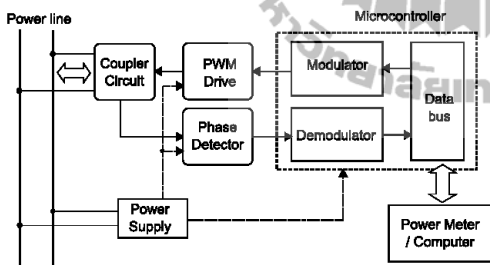 Power line
Microcontroller
Coupler
Circuit
PWM
Drive
Modulator
Data
bus
Phase
Detector
Demodulator
Power
Supply
Power Meter
/ Computer